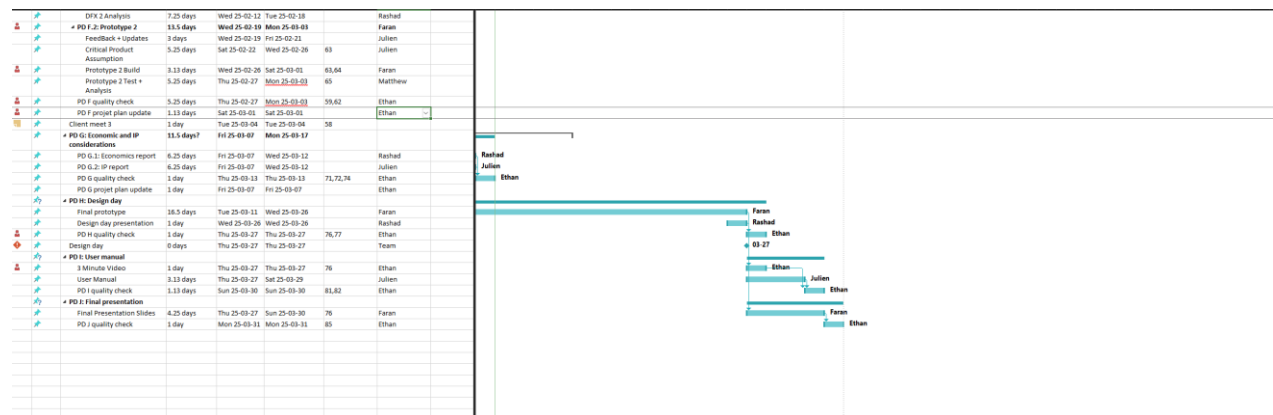 DFX 2 Analysis 7.25 days Wed 25-02-12 Tue 25-02-18 Rashad
PD F.2: Prototype 2 13.5 days Wed 25-02-19 Mon 25-03-03 Faran
FeedBack + Updates 3 days Wed 25-02-19 Fri 25-02-21 Julien
Critical Product 5.25 days Sat 25-02-22 Wed 25-02-26 63 Julien
Assumption
Prototype 2 Build 3.13 days Wed 25-02-26 Sat 25-03-01 63,64 Faran
Prototype 2 Test + 5.25 days Thu 25-02-27 Mon 25-03-03 65 Matthew
Analysis
PD F quality check 5.25 days Thu 25-02-27 Mon 25-03-03 59,62 Ethan
PD F projet plan update 1.13 days Sat 25-03-01 Sat 25-03-01 Ethan
Client meet 3 1 day Tue 25-03-04 Tue 25-03-04 58
PD G: Economic and IP 11.5 days? Fri 25-03-07 Mon 25-03-17
considerations
PD G.1: Economics report 6.25 days Fri 25-03-07 Wed 25-03-12 Rashad Rashad
PD G.2: IP report 6.25 days Fri 25-03-07 Wed 25-03-12 Julien Julien
PD G quality check 1 day Thu 25-03-13 Thu 25-03-13 71,72,74 Ethan Ethan
PD G projet plan update 1 day Fri 25-03-07 Fri 25-03-07 Ethan
PD H: Design day
Final prototype 16.5 days Tue 25-03-11 Wed 25-03-26 Faran Faran
Design day presentation 1 day Wed 25-03-26 Wed 25-03-26 Rashad Rashad
PD H quality check 1 day Thu 25-03-27 Thu 25-03-27 76,77 Ethan Ethan
Design day 0 days Thu 25-03-27 Thu 25-03-27 Team 03-27
PD I: User manual
3 Minute Video 1 day Thu 25-03-27 Thu 25-03-27 76 Ethan Ethan
User Manual 3.13 days Thu 25-03-27 Sat 25-03-29 Julien Julien
PD I quality check 1.13 days Sun 25-03-30 Sun 25-03-30 81,82 Ethan Ethan
PD J: Final presentation
Final Presentation Slides 4.25 days Thu 25-03-27 Sun 25-03-30 76 Faran Faran
PD J quality check 1 day Mon 25-03-31 Mon 25-03-31 85 Ethan Ethan